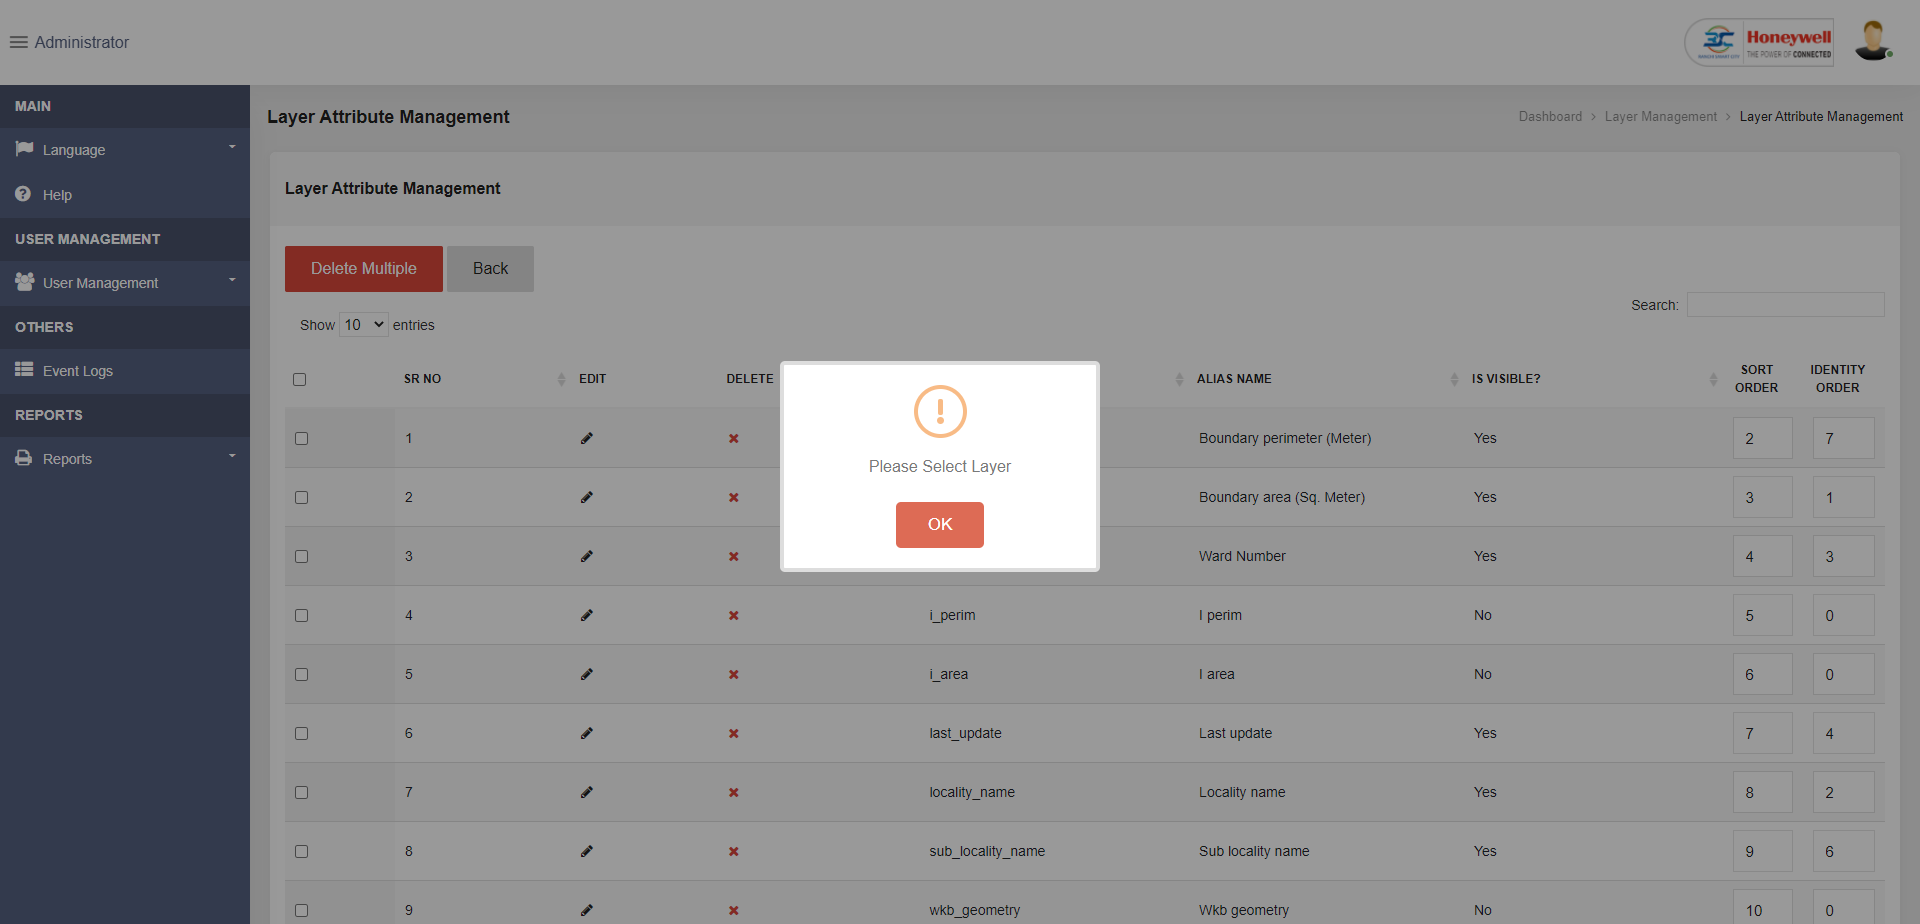 Administrator
Honeywell
THE POWER OF CONNECTED
MAIN
Language
Help
USER MANAGEMENT
User Management
OTHERS
Event Logs
REPORTS
Reports
Layer Attribute Management
Dashboard > Layer Management > Layer Attribute Management
Layer Attribute Management
Delete Multiple Back
Search:
Show 10 entries
SR NO EDIT DELETE ALIAS NAME IS VISIBLE? SORT ORDER IDENTITY ORDER
1 Boundary perimeter (Meter) Yes 2 7
2 Boundary area (Sq. Meter) Yes 3 1
3 Ward Number Yes 4 3
4 i_perim I perim No 5 0
5 i_area I area No 6 0
6 last_update Last update Yes 7 4
7 locality_name Locality name Yes 8 2
8 sub_locality_name Sub locality name Yes 9 6
9 wkb_geometry Wkb geometry No 10 0
Please Select Layer
OK